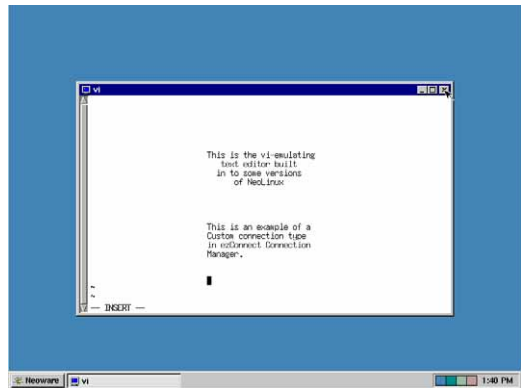 vi
This is the vi-emulating
text editor built
in to some versions
of NeoLinux
This is an example of a
Custom connection type
in ezConnect Connection
Manager.
~
~
— INSERT —
Neoware
vi
1:40 PM